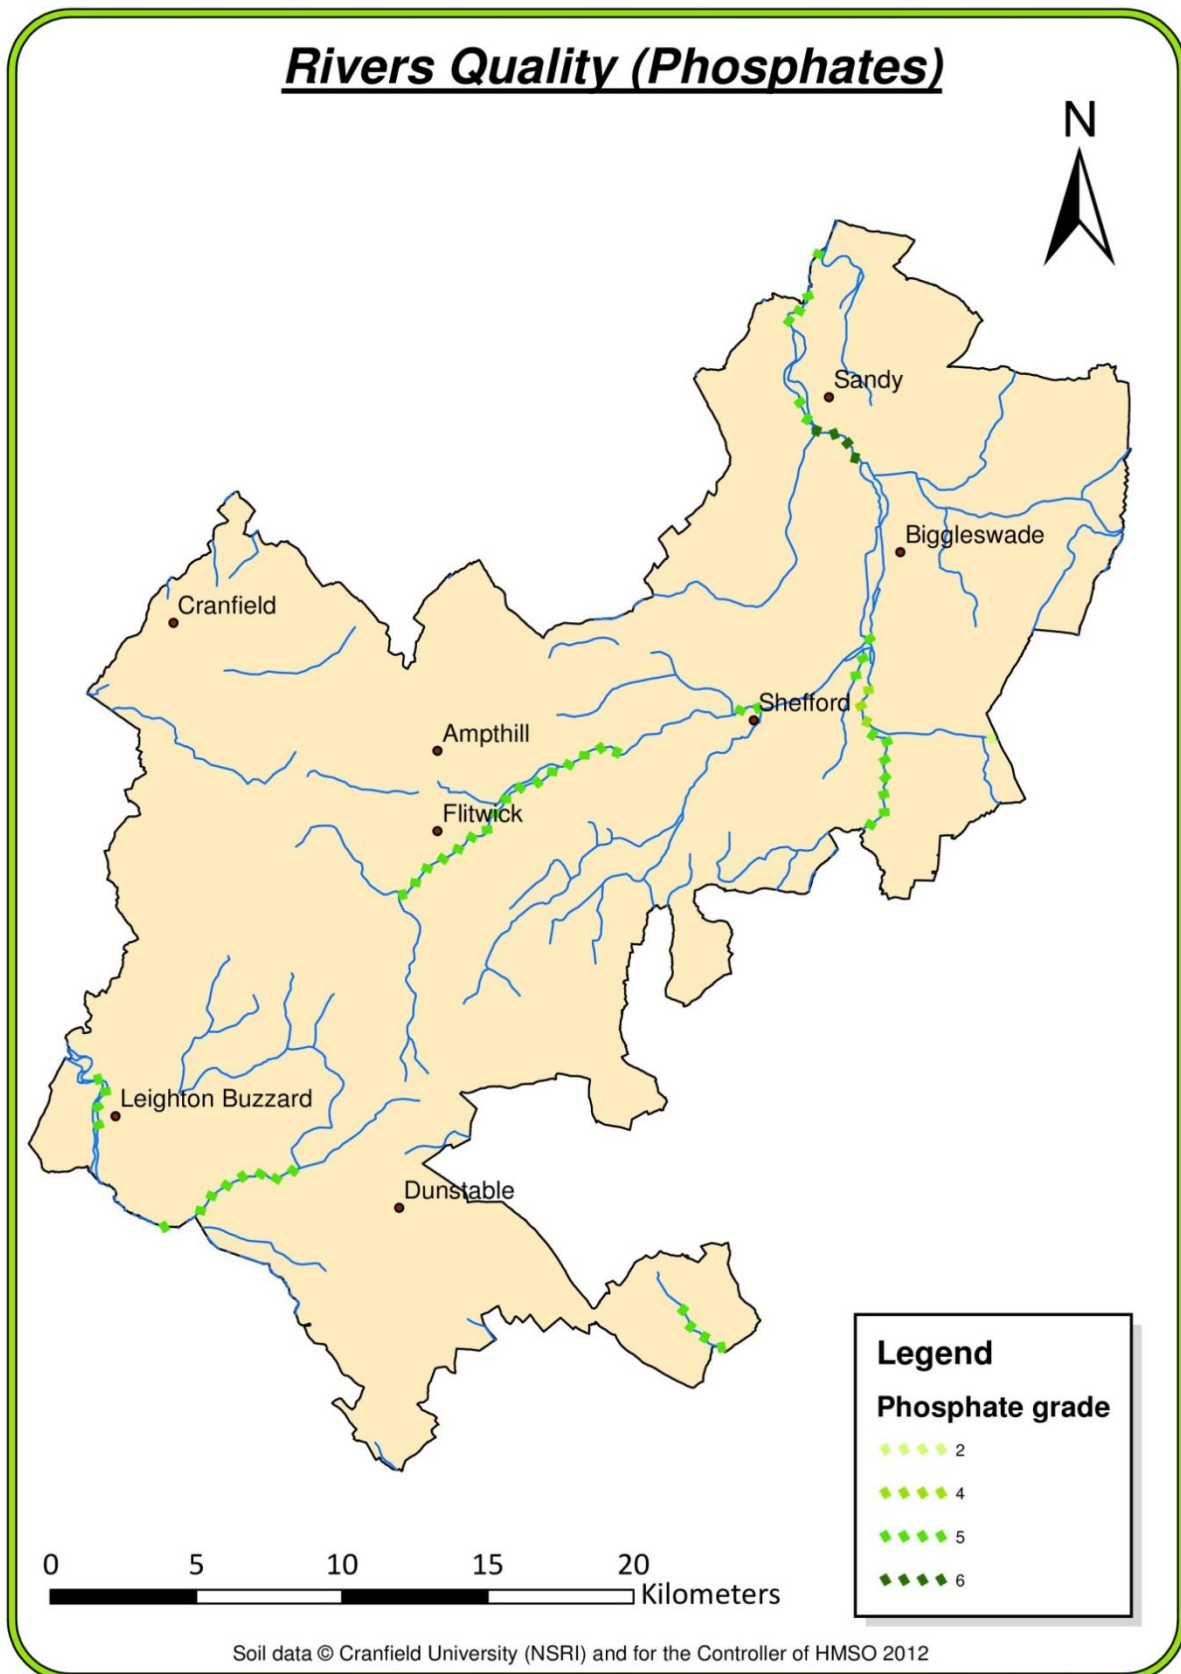 Rivers Quality (Phosphates)
N
Sandy
Biggleswade
Cranfield
Shefford
Ampthill
Flitwick
Leighton Buzzard
Dunstable
Legend
Phosphate grade
2
4
5
6
0 5 10 15 20
Kilometers
Soil data © Cranfield University (NSRI) and for the Controller of HMSO 2012